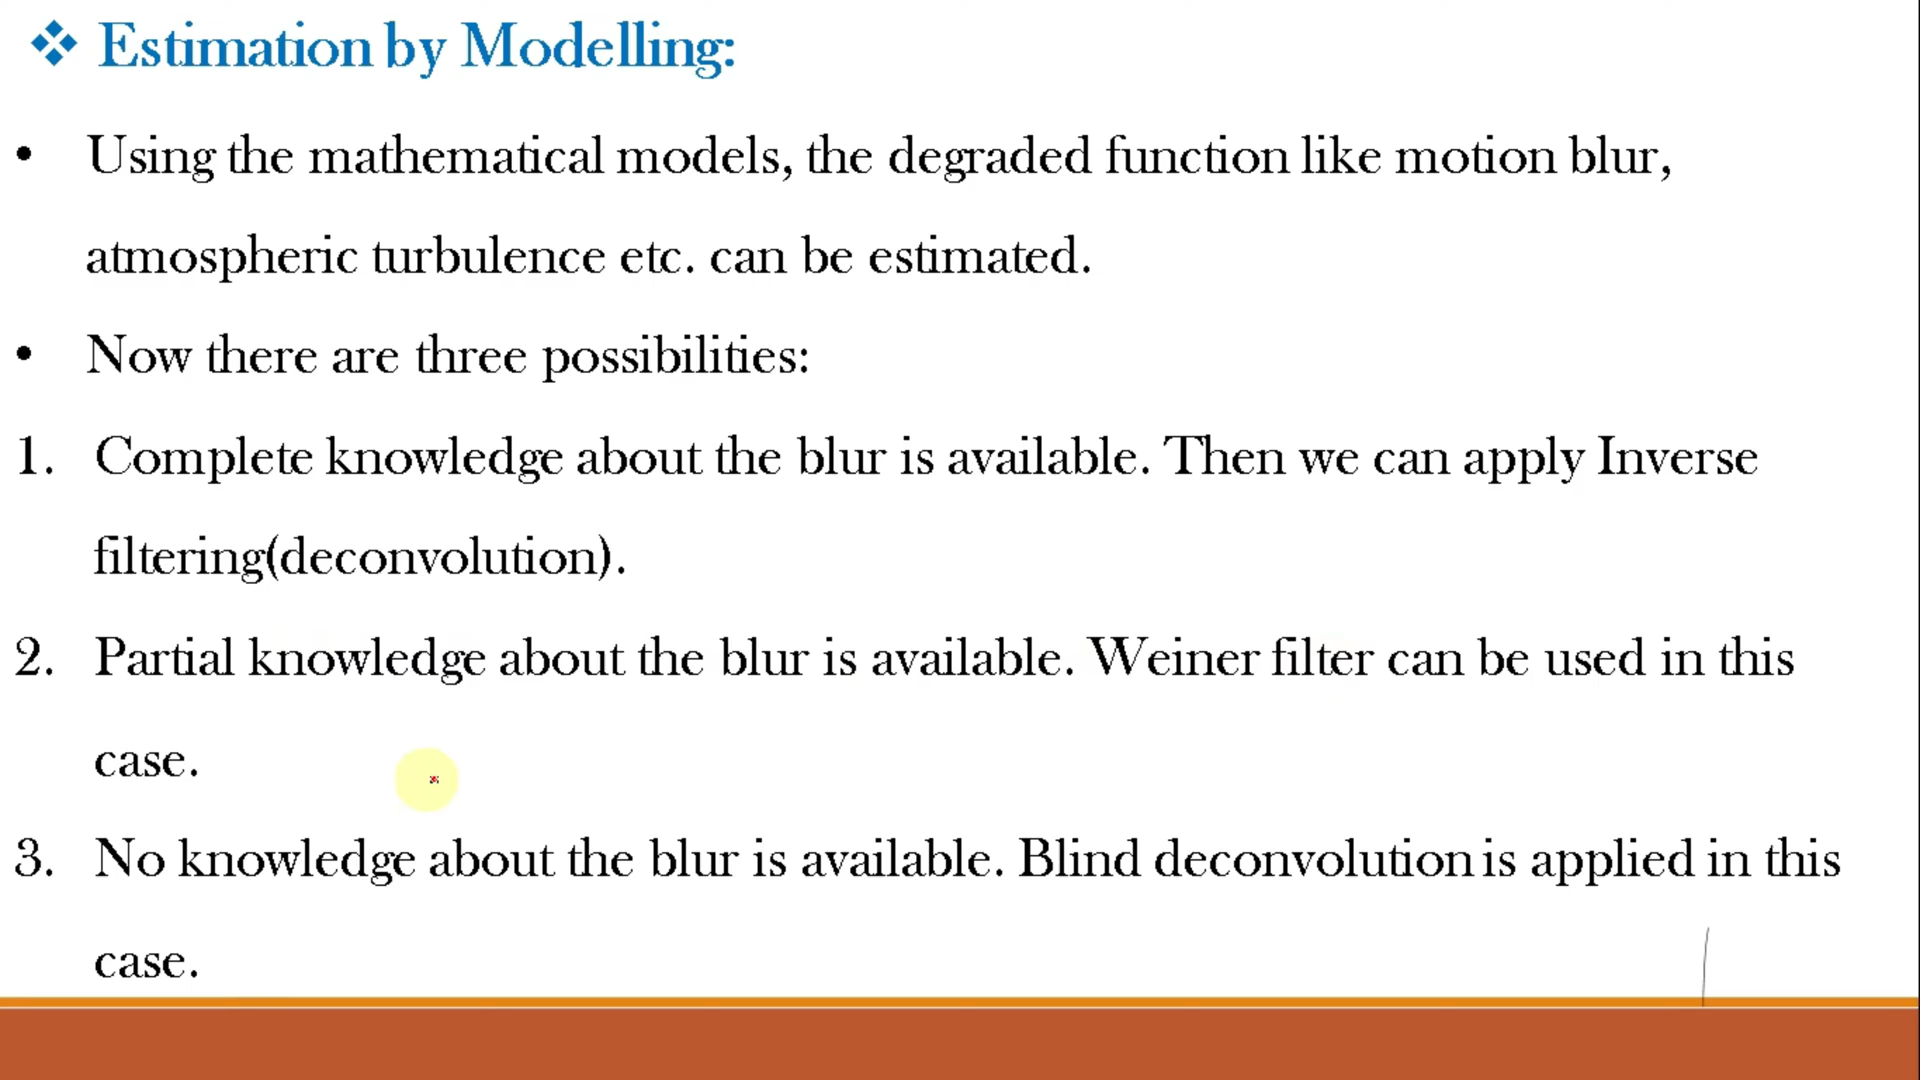 ❖ Estimation by Modelling:
• Using the mathematical models, the degraded function like motion blur,
atmospheric turbulence etc. can be estimated.
• Now there are three possibilities:
1. Complete knowledge about the blur is available. Then we can apply Inverse
filtering(deconvolution).
2. Partial knowledge about the blur is available. Weiner filter can be used in this
case.
3. No knowledge about the blur is available. Blind deconvolution is applied in this
case.